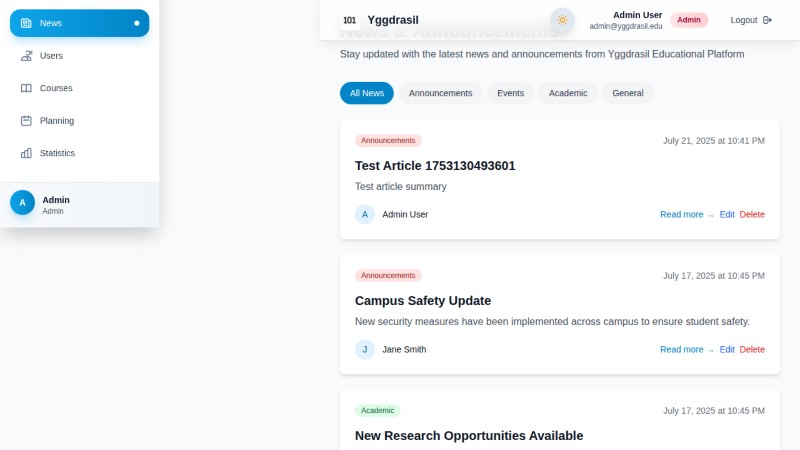 News
Users
Courses
Planning
Statistics
A
Admin
Admin
101 Yggdrasil
Admin User
admin@yggdrasil.edu
Admin
Logout
News & Announcements
Stay updated with the latest news and announcements from Yggdrasil Educational Platform
All News Announcements Events Academic General
Announcements July 21, 2025 at 10:41 PM
Test Article 1753130493601
Test article summary
A Admin User Read more → Edit Delete
Announcements July 17, 2025 at 10:45 PM
Campus Safety Update
New security measures have been implemented across campus to ensure student safety.
J Jane Smith Read more → Edit Delete
Academic July 17, 2025 at 10:45 PM
New Research Opportunities Available